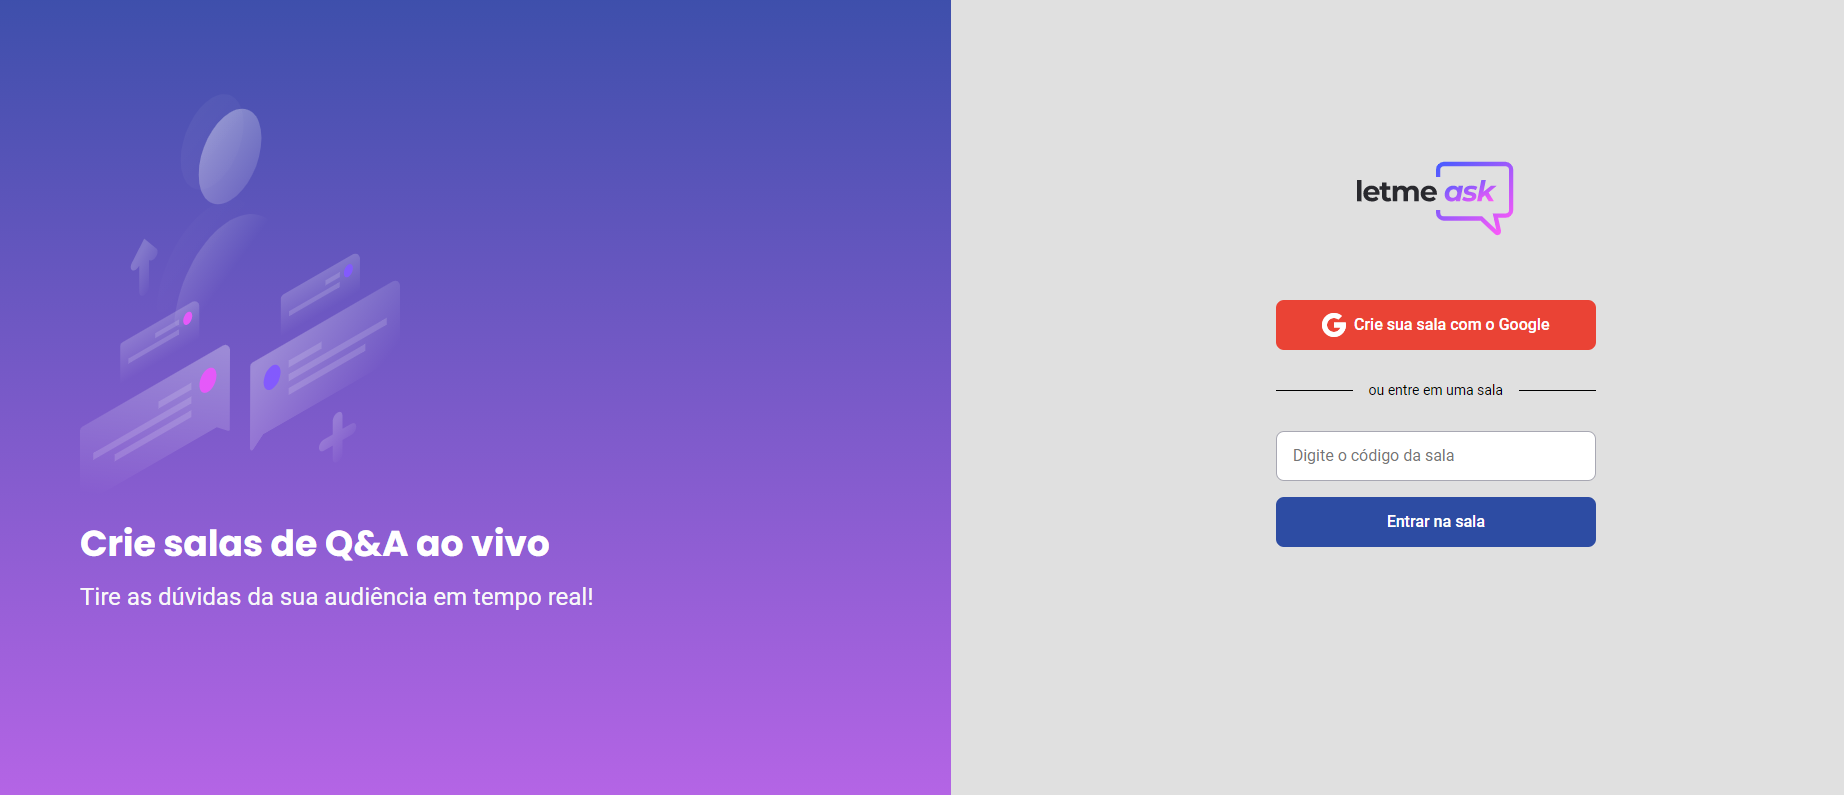 Crie salas de Q&A ao vivo
Tire as dúvidas da sua audiência em tempo real!
letme ask
Crie sua sala com o Google
ou entre em uma sala
Digite o código da sala
Entrar na sala